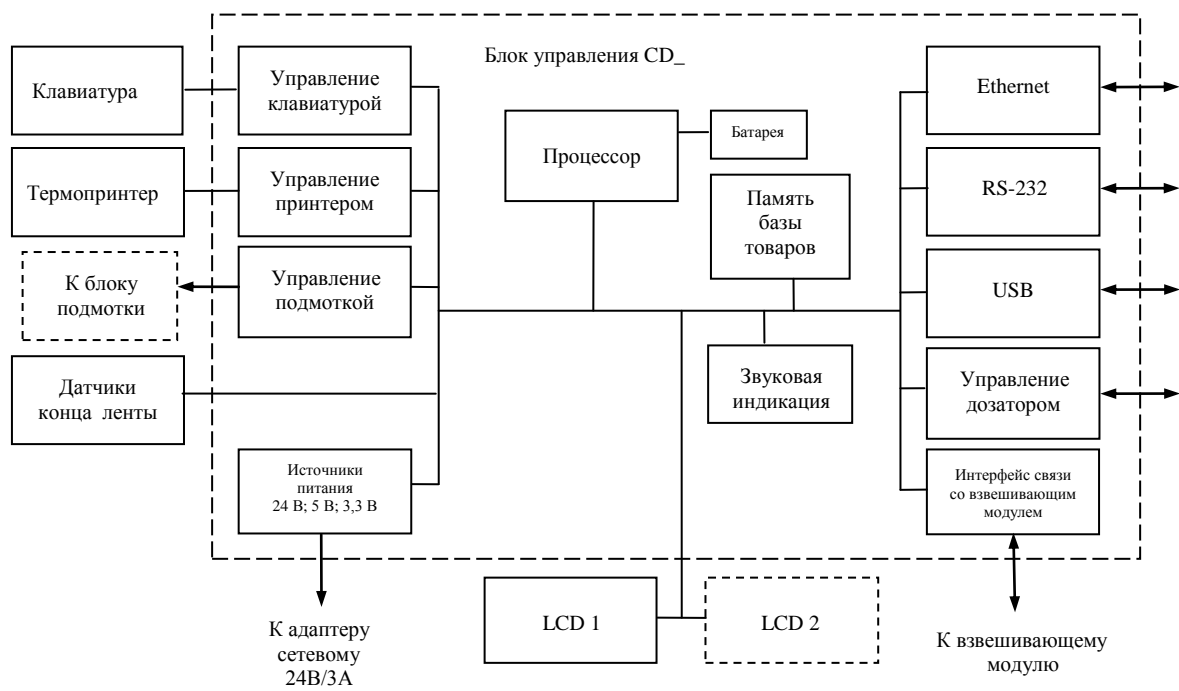 Блок управления CD_
Клавиатура
Управление
клавиатурой
Ethernet
Процессор
Батарея
Термопринтер
Управление
принтером
RS-232
Память
базы
товаров
К блоку
подмотки
Управление
подмоткой
USB
Датчики
конца ленты
Звуковая
индикация
Управление
дозатором
Источники
питания
24 В; 5 В; 3,3 В
Интерфейс связи
со взвешивающим
модулем
LCD 1
LCD 2
К адаптеру
сетевому
24В/3А
К взвешивающему
модулю